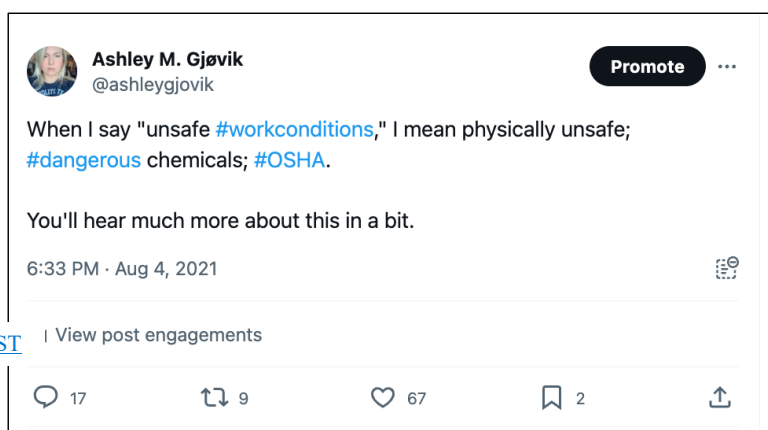 Ashley M. Gjøvik
Promote
@ashleygjovik
When I say "unsafe #workconditions," I mean physically unsafe;
#dangerous chemicals; #OSHA.
You'll hear much more about this in a bit.
6:33 PM · Aug 4, 2021
ST
View post engagements
17 9 67 2